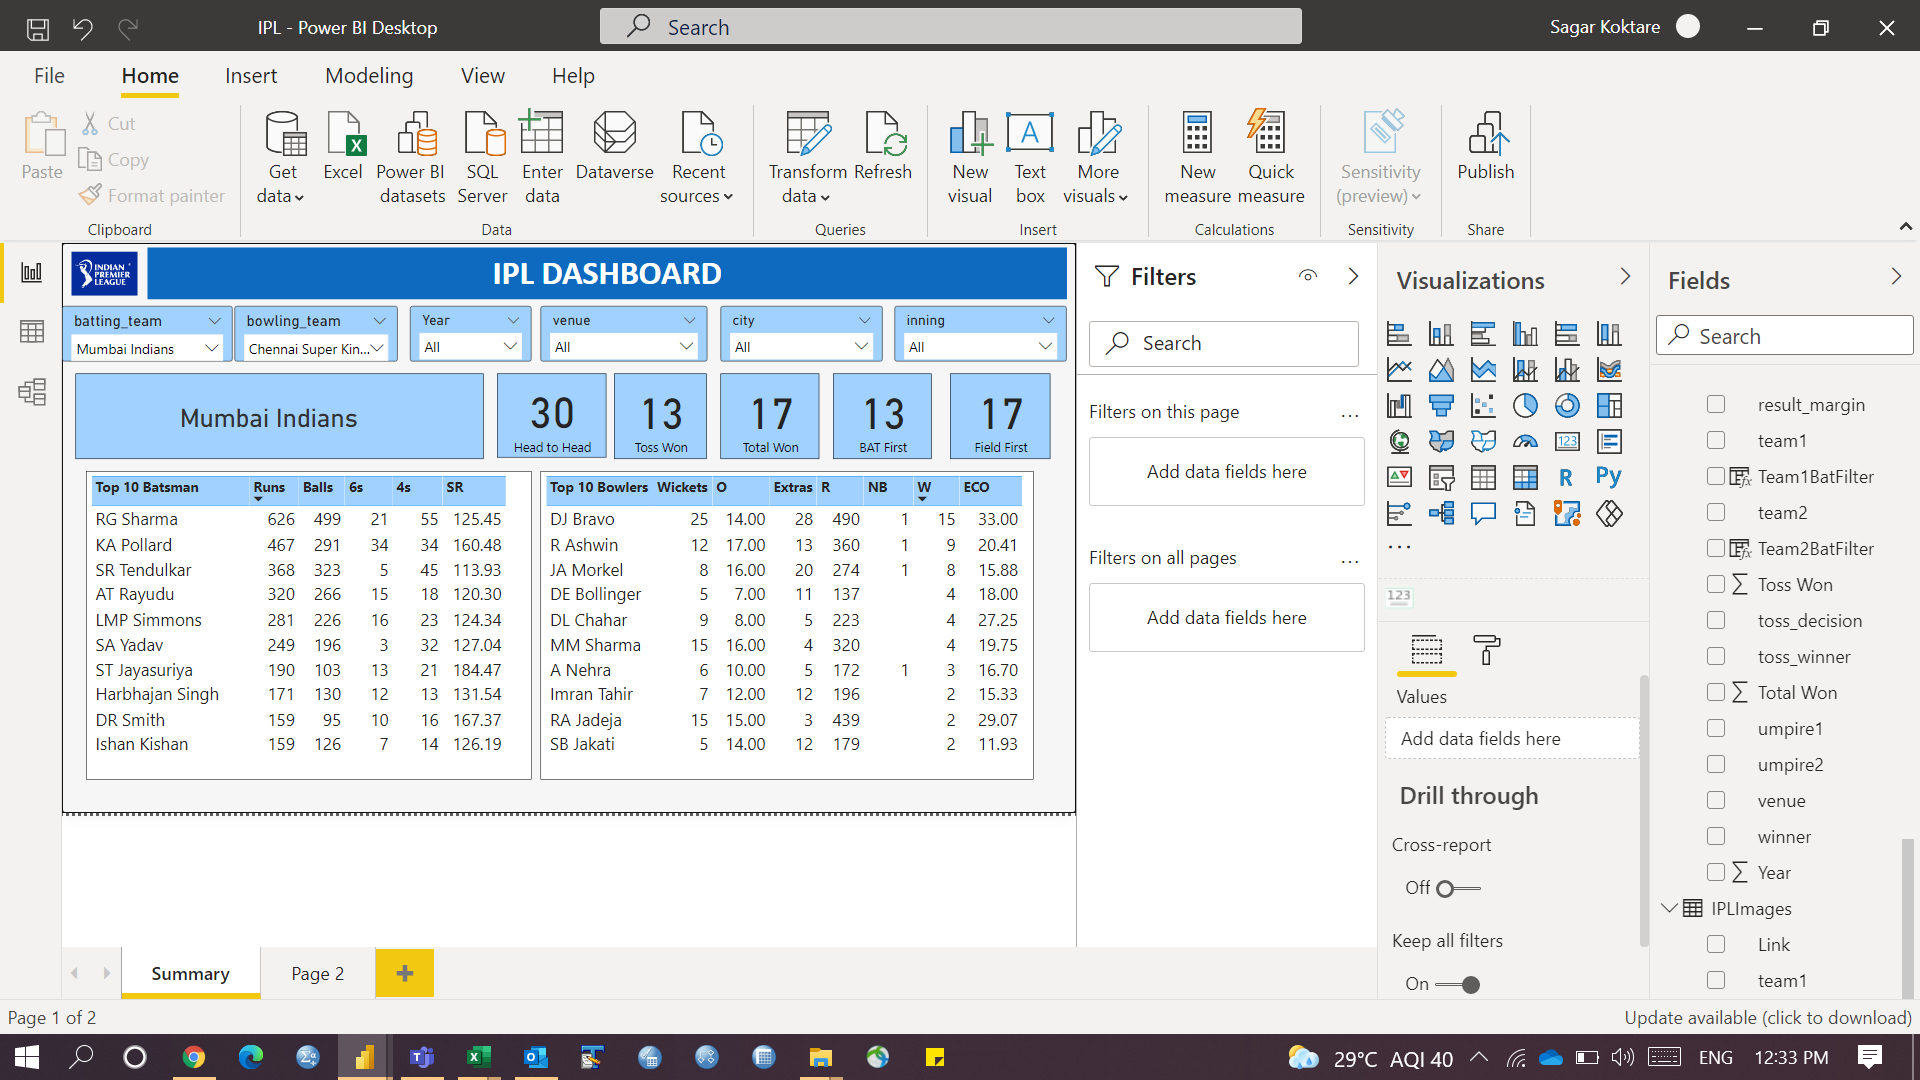 IPL - Power BI Desktop
Search
Sagar Koktare
File Home Insert Modeling View Help
Paste
Cut
Copy
Format painter
Clipboard
Get data
Excel
Power BI datasets
SQL Server
Enter data
Dataverse
Recent sources
Data
Transform data
Refresh
Queries
New visual
Text box
More visuals
Insert
New measure
Quick measure
Calculations
Sensitivity (preview)
Sensitivity
Publish
Share
INDIAN
PREMIER
LEAGUE
IPL DASHBOARD
batting_team
Mumbai Indians
bowling_team
Chennai Super Kin...
Year
All
venue
All
city
All
inning
All
Mumbai Indians
30
Head to Head
13
Toss Won
17
Total Won
13
BAT First
17
Field First
Top 10 Batsman Runs Balls 6s 4s SR
RG Sharma 626 499 21 55 125.45
KA Pollard 467 291 34 34 160.48
SR Tendulkar 368 323 5 45 113.93
AT Rayudu 320 266 15 18 120.30
LMP Simmons 281 226 16 23 124.34
SA Yadav 249 196 3 32 127.04
ST Jayasuriya 190 103 13 21 184.47
Harbhajan Singh 171 130 12 13 131.54
DR Smith 159 95 10 16 167.37
Ishan Kishan 159 126 7 14 126.19
Top 10 Bowlers Wickets O Extras R NB W ECO
DJ Bravo 25 14.00 28 490 1 15 33.00
R Ashwin 12 17.00 13 360 1 9 20.41
JA Morkel 8 16.00 20 274 1 8 15.88
DE Bollinger 5 7.00 11 137 4 18.00
DL Chahar 9 8.00 5 223 4 27.25
MM Sharma 15 16.00 4 320 4 19.75
A Nehra 6 10.00 5 172 1 3 16.70
Imran Tahir 7 12.00 12 196 2 15.33
RA Jadeja 15 15.00 3 439 2 29.07
SB Jakati 5 14.00 12 179 2 11.93
Filters
Search
Filters on this page ...
Add data fields here
Filters on all pages ...
Add data fields here
Visualizations
123
R Py
...
123
Values
Add data fields here
Drill through
Cross-report
Off
Keep all filters
On
Fields
Search
result_margin
team1
Team1BatFilter
team2
Team2BatFilter
Toss Won
toss_decision
toss_winner
Total Won
umpire1
umpire2
venue
winner
Year
IPLImages
Link
team1
Summary Page 2 +
Page 1 of 2
Update available (click to download)
29°C AQI 40
ENG
12:33 PM